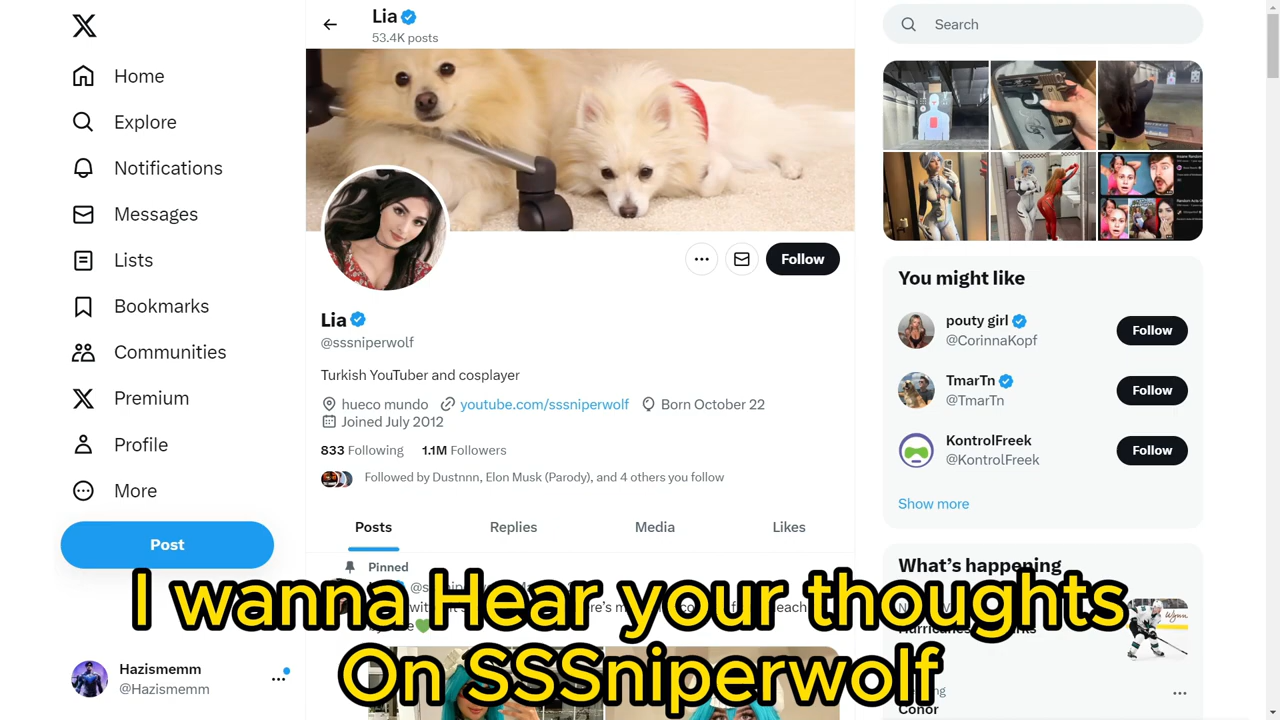 Home
Explore
Notifications
Messages
Lists
Bookmarks
Communities
Premium
Profile
More
Post
Hazismemm
@Hazismemm
Lia
53.4K posts
Follow
Lia
@sssniperwolf
Turkish YouTuber and cosplayer
hueco mundo youtube.com/sssniperwolf Born October 22
Joined July 2012
833 Following 1.1M Followers
Followed by Dustnnn, Elon Musk (Parody), and 4 others you follow
Posts Replies Media Likes
Pinned
I wanna Hear your thoughts
On SSSniperwolf
Search
You might like
pouty girl
@CorinnaKopf
Follow
TmarTn
@TmarTn
Follow
KontrolFreek
@KontrolFreek
Follow
Show more
What's happening
Conor